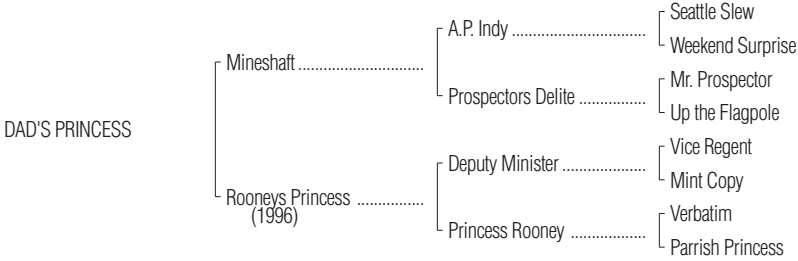 Seattle Slew
A.P. Indy ..............................
Weekend Surprise
Mineshaft ............................
Mr. Prospector
Prospectors Delite ...............
Up the Flagpole
DAD'S PRINCESS
Vice Regent
Deputy Minister ...................
Mint Copy
Rooneys Princess ...............
(1996)
Verbatim
Princess Rooney .................
Parrish Princess